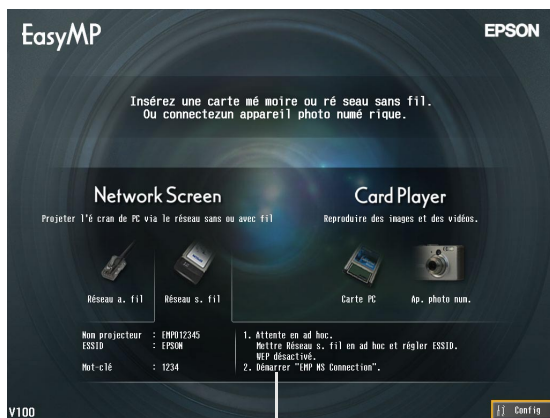 EasyMP
EPSON
Insérez une carte mé moire ou ré seau sans fil.
Ou connectezun appareil photo numé rique.
Network Screen
Projeter l'é cran de PC via le réseau sans ou avec fil
Réseau a. fil
Réseau s. fil
Card Player
Reproduire des images et des vidéos.
Carte PC
Ap. photo num.
Nom projecteur : EMP012345
ESSID : EPSON
Mot-clé : 1234
1. Attente en ad hoc.
Mettre Réseau s. fil en ad hoc et régler ESSID.
WEP désactivé.
2. Démarrer "EMP NS Connection".
V100
Config